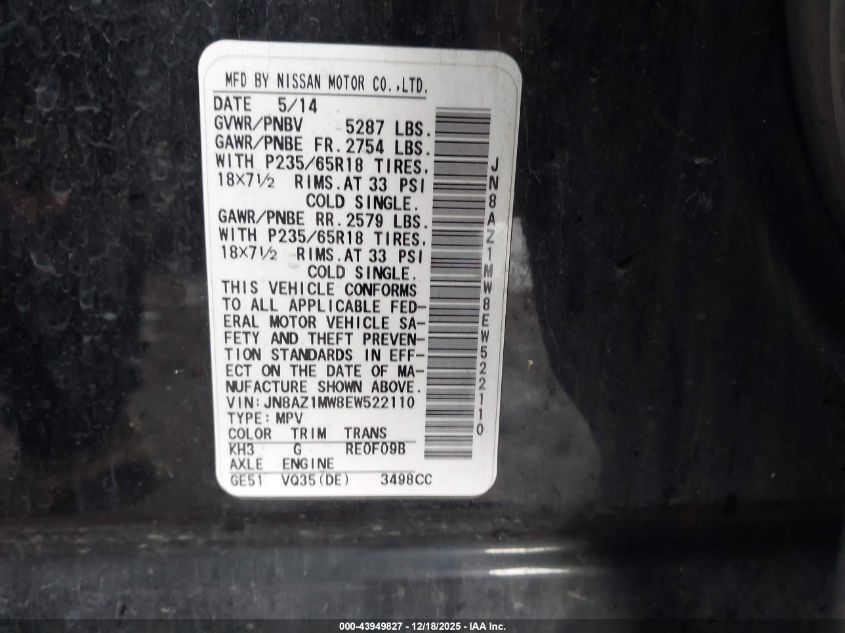 MFD BY NISSAN MOTOR CO.,LTD.
DATE 5/14
GVWR/PNBV 5287 LBS.
GAWR/PNBE FR. 2754 LBS.
WITH P235/65R18 TIRES,
18×7½ RIMS.AT 33 PSI
COLD SINGLE.
GAWR/PNBE RR. 2579 LBS.
WITH P235/65R18 TIRES,
18×7½ RIMS.AT 33 PSI
COLD SINGLE.
THIS VEHICLE CONFORMS
TO ALL APPLICABLE FED-
ERAL MOTOR VEHICLE SA-
FETY AND THEFT PREVEN-
TION STANDARDS IN EFF-
ECT ON THE DATE OF MA-
NUFACTURE SHOWN ABOVE.
VIN: JN8AZ1MW8EW522110
TYPE: MPV
COLOR TRIM TRANS
KH3 G RE0F09B
AXLE ENGINE
GE51 VQ35(DE) 3498CC
JN8AZ1MW8EW522110
000-43949827 - 12/18/2025 - IAA Inc.